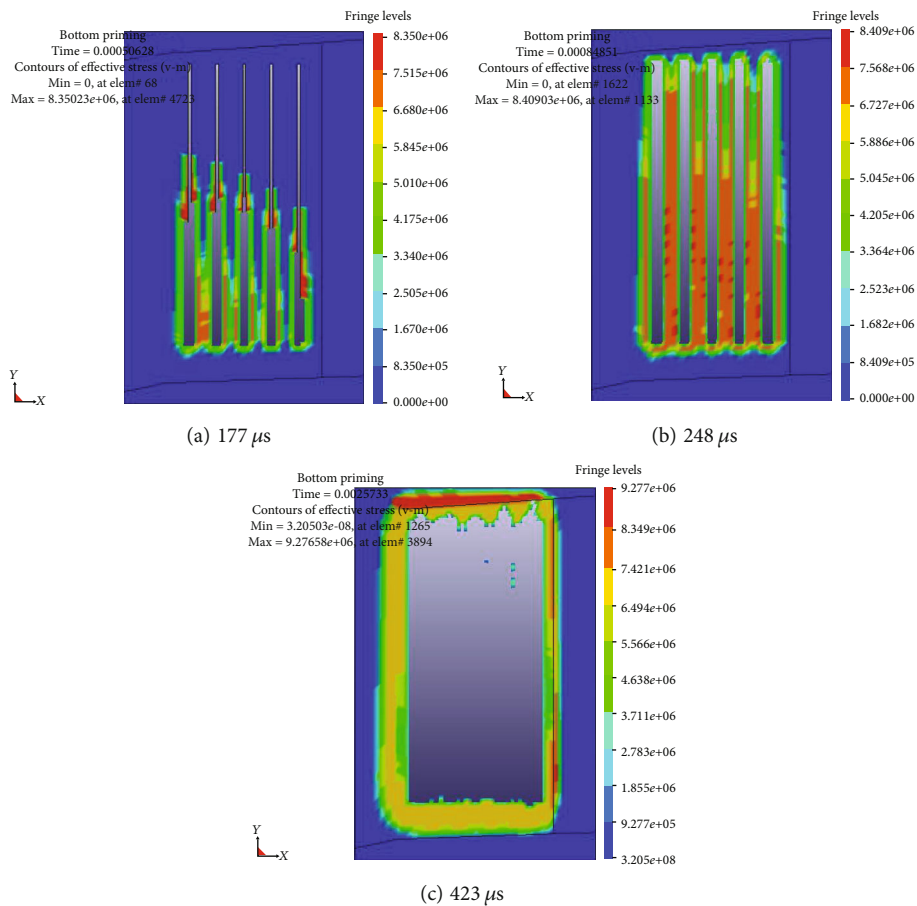 Fringe levels
Bottom priming
Time = 0.00050628
Contours of effective stress (v-m)
Min = 0, at elem# 68
Max = 8.35023e+06, at elem# 4723
8.350e+06
7.515e+06
6.680e+06
5.845e+06
5.010e+06
4.175e+06
3.340e+06
2.505e+06
1.670e+06
8.350e+05
0.000e+00
Y
X
(a) 177 μs
Fringe levels
Bottom priming
Time = 0.00084851
Contours of effective stress (v-m)
Min = 0, at elem# 1622
Max = 8.40903e+06, at elem# 1133
8.409e+06
7.568e+06
6.727e+06
5.886e+06
5.045e+06
4.205e+06
3.364e+06
2.523e+06
1.682e+06
8.409e+05
0.000e+00
Y
X
(b) 248 μs
Fringe levels
Bottom priming
Time = 0.0025733
Contours of effective stress (v-m)
Min = 3.20503e-08, at elem# 1265
Max = 9.27658e+06, at elem# 3894
9.277e+06
8.349e+06
7.421e+06
6.494e+06
5.566e+06
4.638e+06
3.711e+06
2.783e+06
1.855e+06
9.277e+05
3.205e+08
Y
X
(c) 423 μs